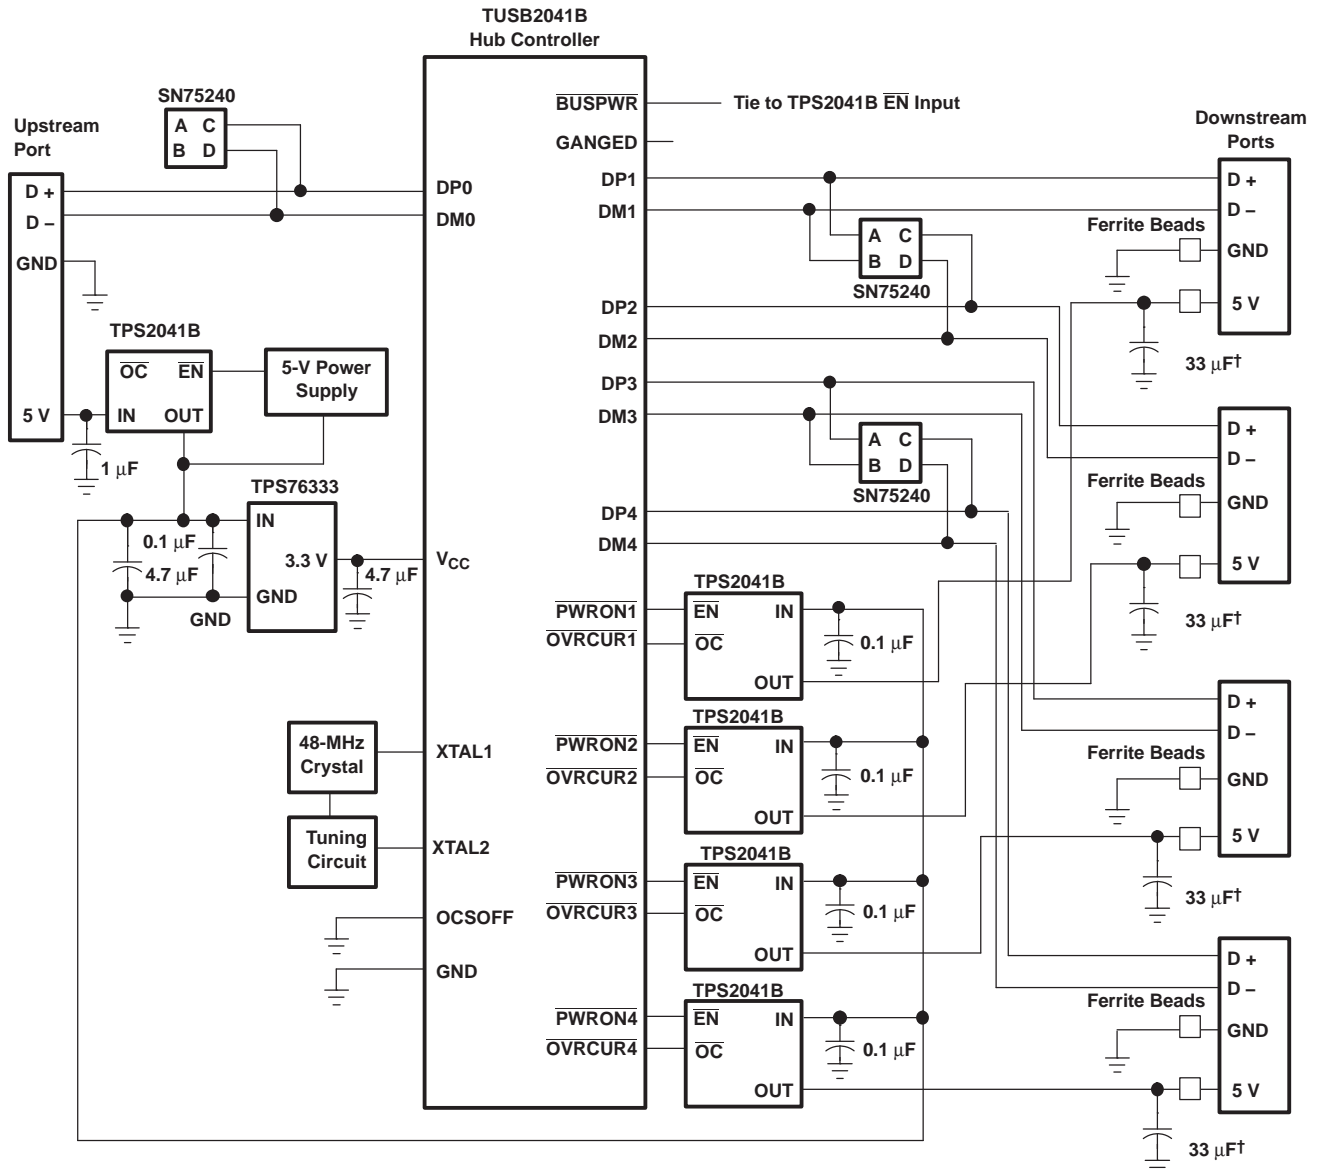 TUSB2041B
Hub Controller
SN75240
A C
B D
Upstream
Port
D +
D −
GND
5 V
DP0
DM0
BUSPWR
Tie to TPS2041B EN Input
GANGED
DP1
DM1
A C
B D
SN75240
DP2
DM2
DP3
DM3
A C
B D
SN75240
DP4
DM4
Downstream
Ports
D +
D −
Ferrite Beads
GND
5 V
33 μF†
D +
D −
Ferrite Beads
GND
5 V
33 μF†
D +
D −
Ferrite Beads
GND
5 V
33 μF†
D +
D −
Ferrite Beads
GND
5 V
33 μF†
TPS2041B
OC EN
IN OUT
5-V Power
Supply
1 μF
TPS76333
IN
3.3 V
GND
0.1 μF
4.7 μF
GND
4.7 μF
VCC
TPS2041B
PWRON1
EN IN
OVRCUR1
OC
0.1 μF
OUT
TPS2041B
PWRON2
EN IN
OVRCUR2
OC
0.1 μF
OUT
TPS2041B
PWRON3
EN IN
OVRCUR3
OC
0.1 μF
OUT
TPS2041B
PWRON4
EN IN
OVRCUR4
OC
0.1 μF
OUT
48-MHz
Crystal
XTAL1
Tuning
Circuit
XTAL2
OCSOFF
GND